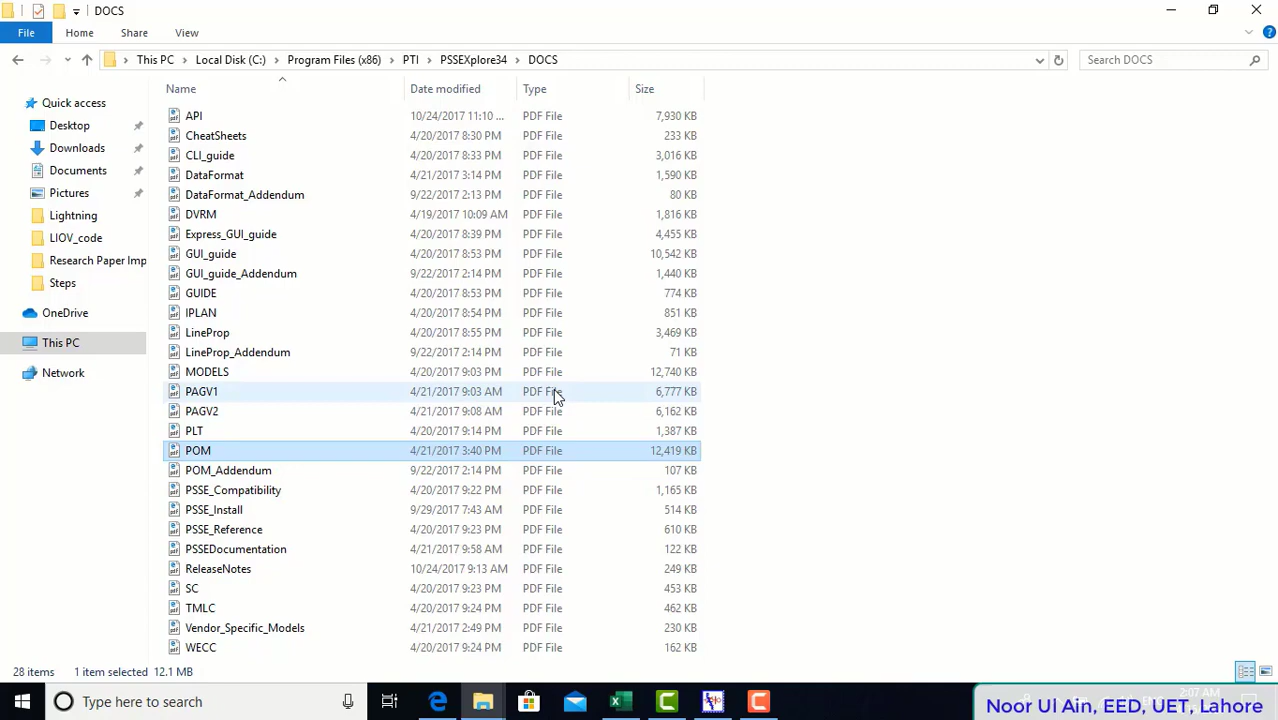 DOCS
File Home Share View
This PC Local Disk (C:) Program Files (x86) PTI PSSEXplore34 DOCS
Search DOCS
Name Date modified Type Size
Quick access
Desktop
Downloads
Documents
Pictures
Lightning
LIOV_code
Research Paper Imp
Steps
OneDrive
This PC
Network
API 10/24/2017 11:10 ... PDF File 7,930 KB
CheatSheets 4/20/2017 8:30 PM PDF File 233 KB
CLI_guide 4/20/2017 8:33 PM PDF File 3,016 KB
DataFormat 4/21/2017 3:14 PM PDF File 1,590 KB
DataFormat_Addendum 9/22/2017 2:13 PM PDF File 80 KB
DVRM 4/19/2017 10:09 AM PDF File 1,816 KB
Express_GUI_guide 4/20/2017 8:39 PM PDF File 4,455 KB
GUI_guide 4/20/2017 8:53 PM PDF File 10,542 KB
GUI_guide_Addendum 9/22/2017 2:14 PM PDF File 1,440 KB
GUIDE 4/20/2017 8:53 PM PDF File 774 KB
IPLAN 4/20/2017 8:54 PM PDF File 851 KB
LineProp 4/20/2017 8:55 PM PDF File 3,469 KB
LineProp_Addendum 9/22/2017 2:14 PM PDF File 71 KB
MODELS 4/20/2017 9:03 PM PDF File 12,740 KB
PAGV1 4/21/2017 9:03 AM PDF File 6,777 KB
PAGV2 4/21/2017 9:08 AM PDF File 6,162 KB
PLT 4/20/2017 9:14 PM PDF File 1,387 KB
POM 4/21/2017 3:40 PM PDF File 12,419 KB
POM_Addendum 9/22/2017 2:14 PM PDF File 107 KB
PSSE_Compatibility 4/20/2017 9:22 PM PDF File 1,165 KB
PSSE_Install 9/29/2017 7:43 AM PDF File 514 KB
PSSE_Reference 4/20/2017 9:23 PM PDF File 610 KB
PSSEDocumentation 4/21/2017 9:58 AM PDF File 122 KB
ReleaseNotes 10/24/2017 9:13 AM PDF File 249 KB
SC 4/20/2017 9:23 PM PDF File 453 KB
TMLC 4/20/2017 9:24 PM PDF File 462 KB
Vendor_Specific_Models 4/21/2017 2:49 PM PDF File 230 KB
WECC 4/20/2017 9:24 PM PDF File 162 KB
28 items 1 item selected 12.1 MB
Type here to search
2:07 AM
Noor Ul Ain, EED, UET, Lahore